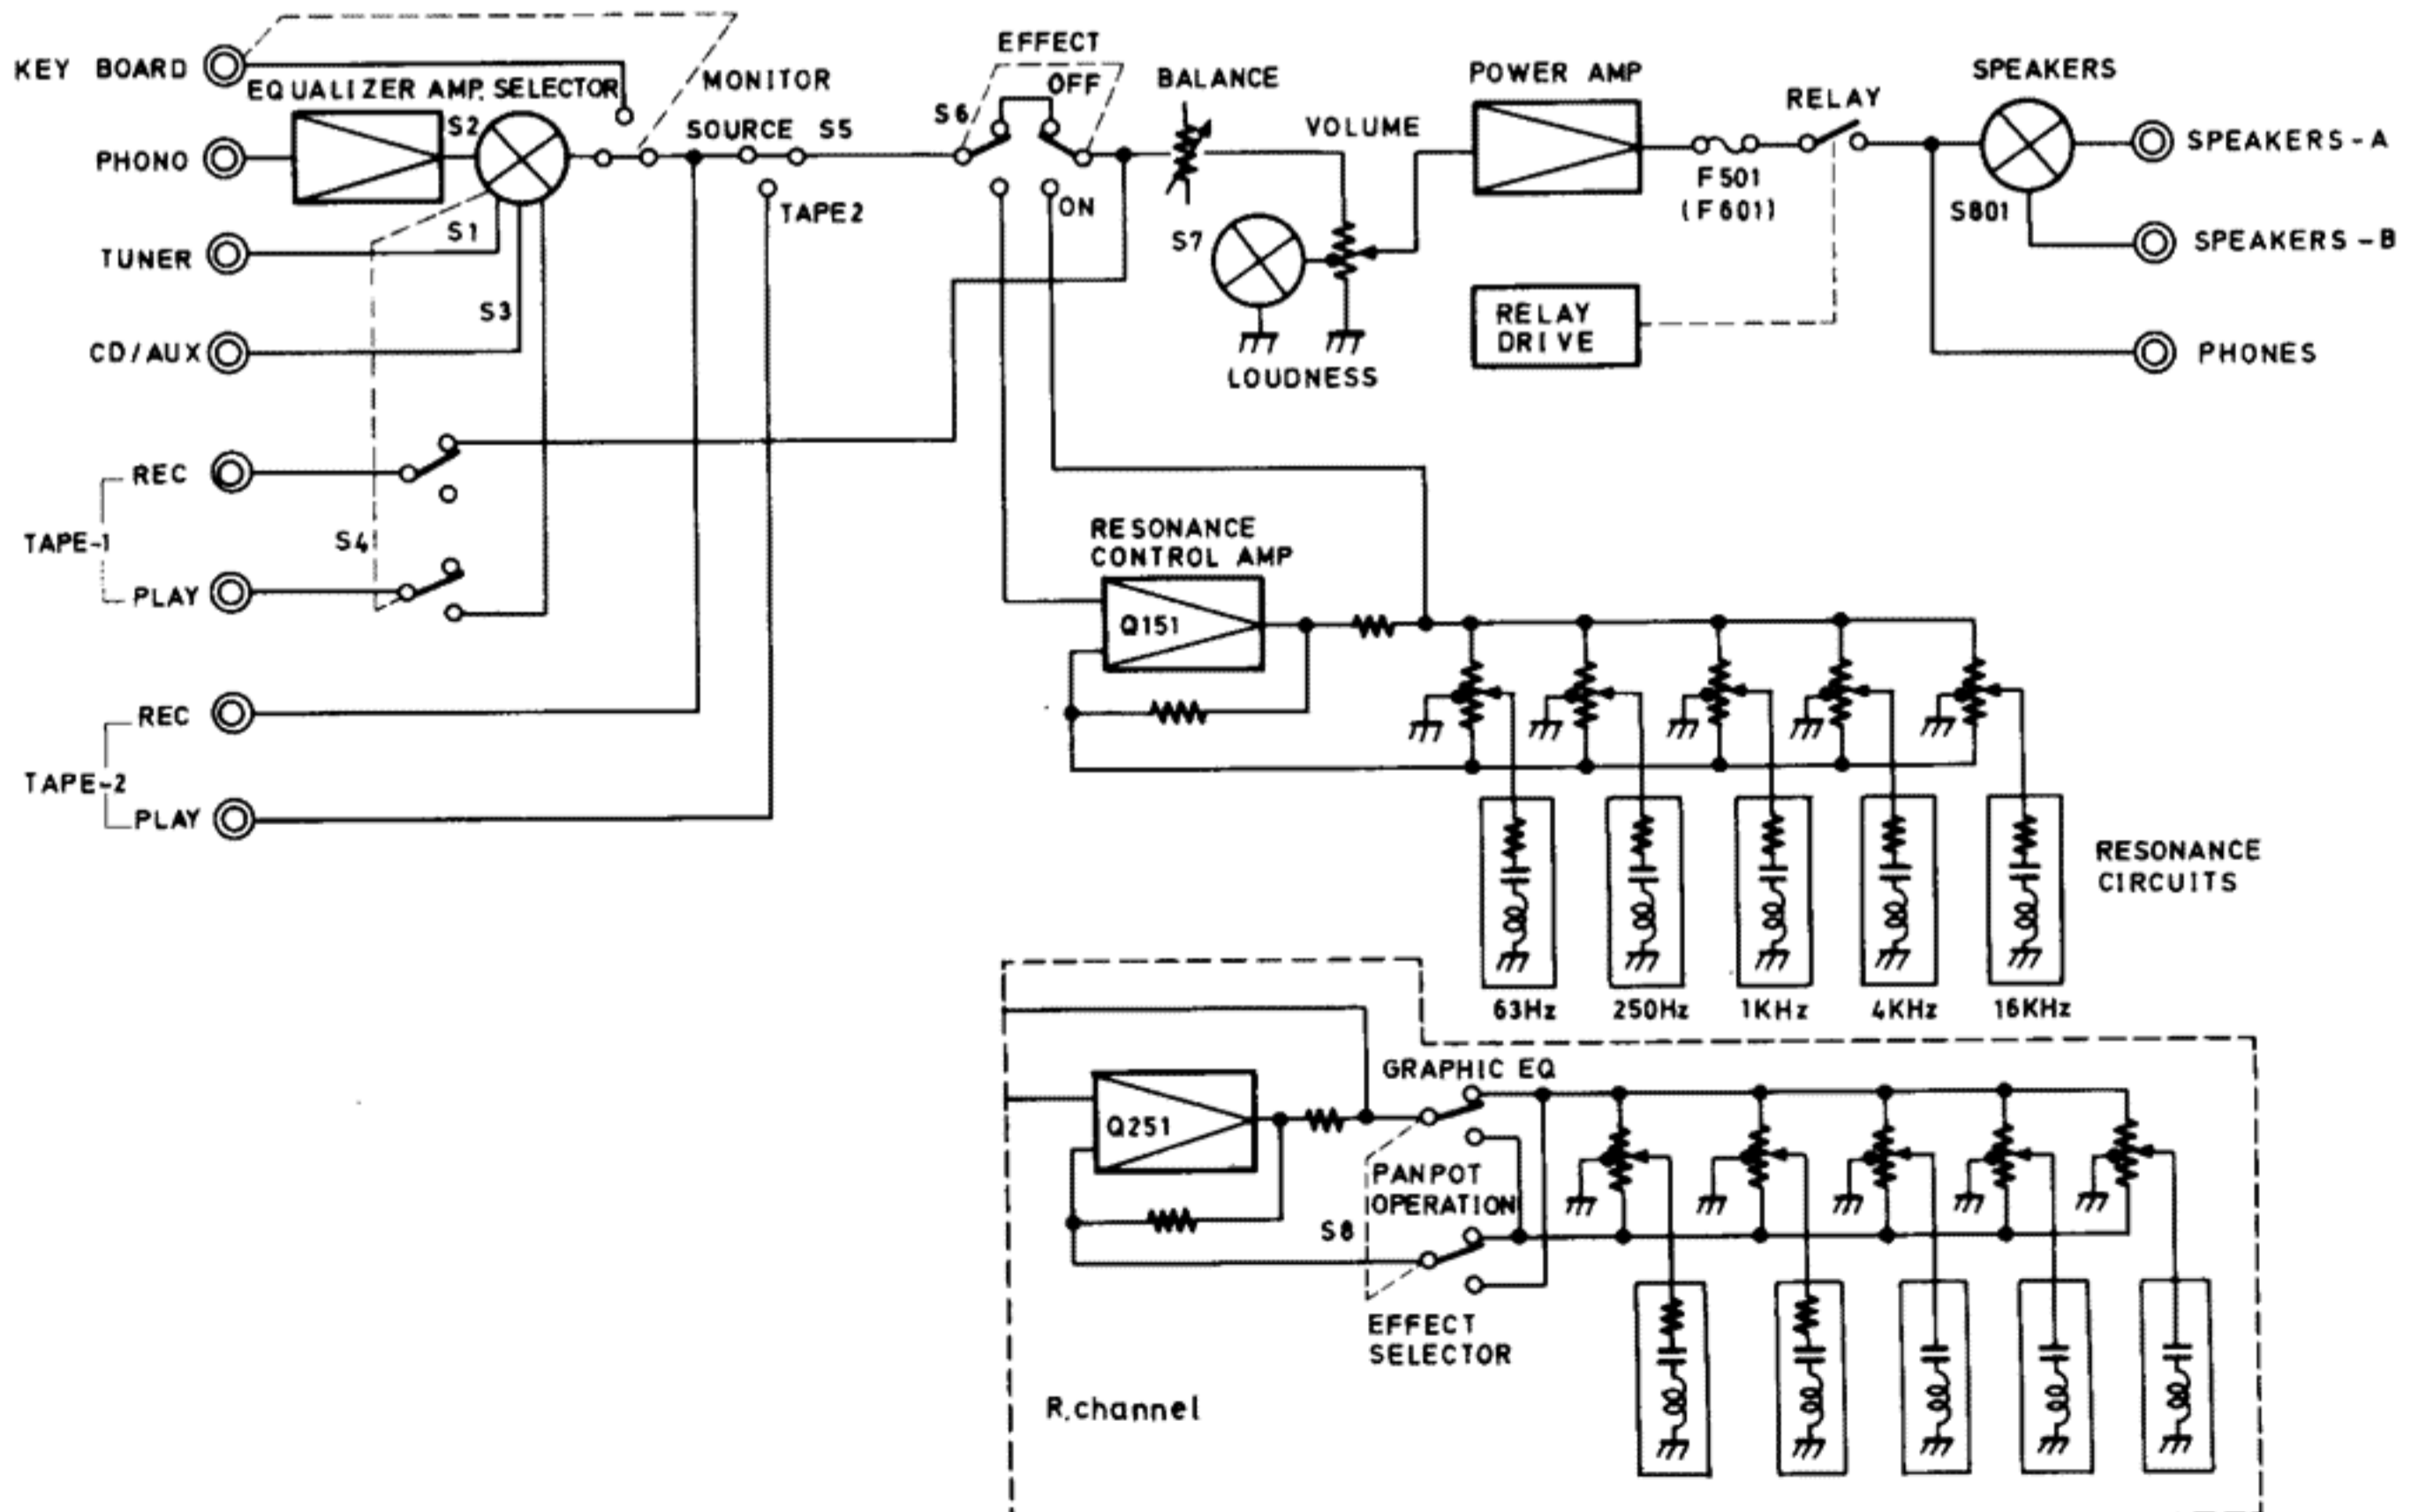 KEY BOARD
EQUALIZER AMP. SELECTOR
PHONO
S2
MONITOR
SOURCE S5
TAPE2
S1
TUNER
S3
CD/AUX
REC
TAPE-1
S4
PLAY
REC
TAPE-2
PLAY
EFFECT
OFF
S6
ON
BALANCE
VOLUME
S7
LOUDNESS
POWER AMP
F501
(F601)
RELAY
RELAY
DRIVE
SPEAKERS
S801
SPEAKERS-A
SPEAKERS-B
PHONES
RESONANCE
CONTROL AMP
Q151
RESONANCE
CIRCUITS
63Hz 250Hz 1KHz 4KHz 16KHz
GRAPHIC EQ
Q251
PANPOT
OPERATION
S8
EFFECT
SELECTOR
R.channel